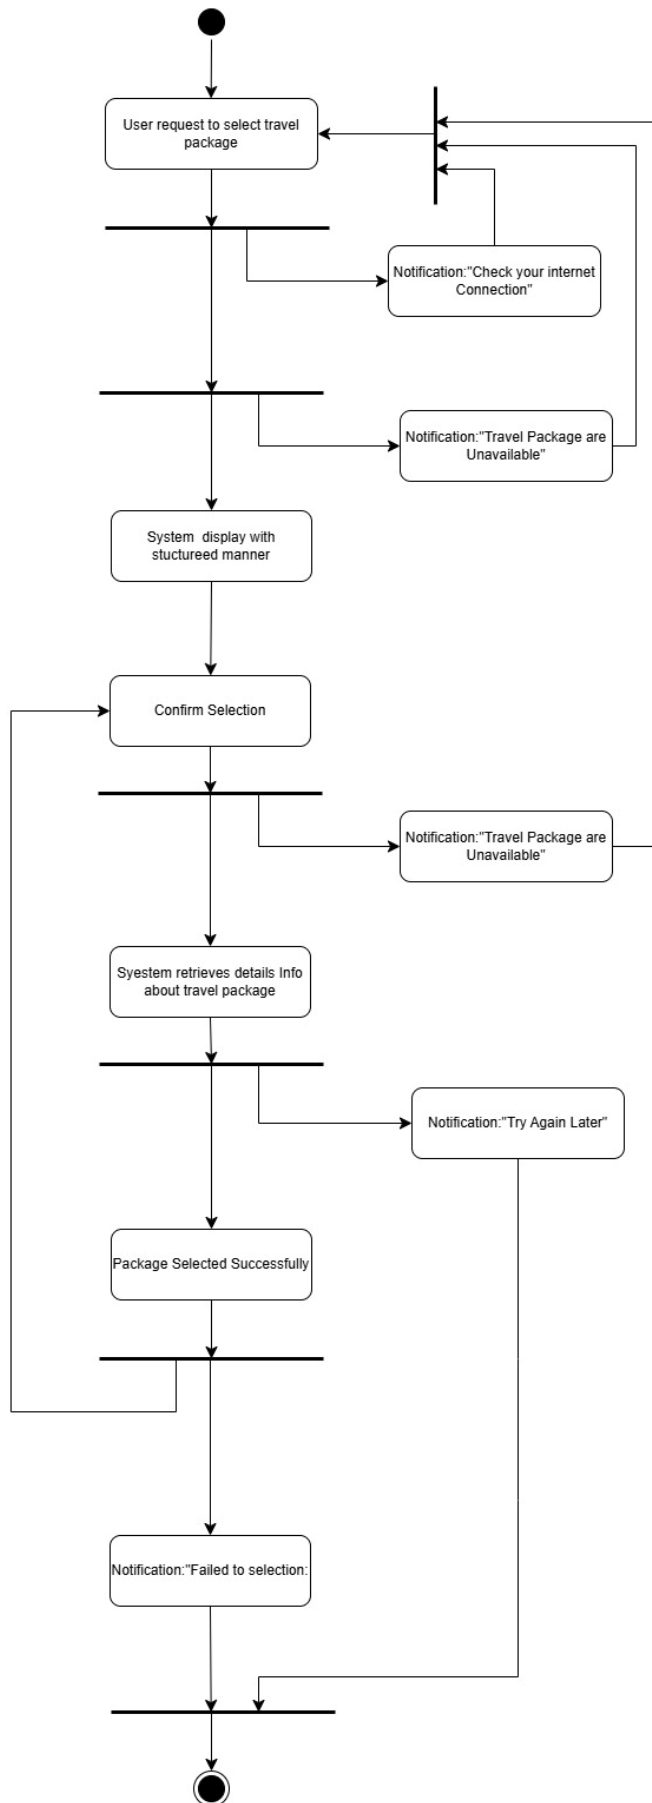 User request to select travel
package
Notification:"Check your internet
Connection"
Notification:"Travel Package are
Unavailable"
System  display with
stuctureed manner
Confirm Selection
Notification:"Travel Package are
Unavailable"
Syestem retrieves details Info
about travel package
Notification:"Try Again Later"
Package Selected Successfully
Notification:"Failed to selection: